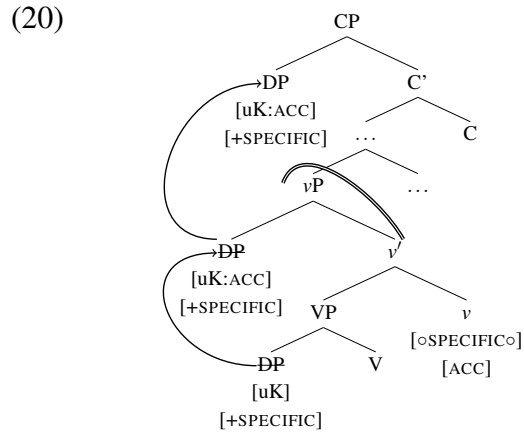 (20)
CP
DP C'
[uK:ACC]
[+SPECIFIC]
... C
vP ...
DP v'
[uK:ACC]
[+SPECIFIC]
VP v
[○SPECIFIC○]
[ACC]
DP V
[uK]
[+SPECIFIC]